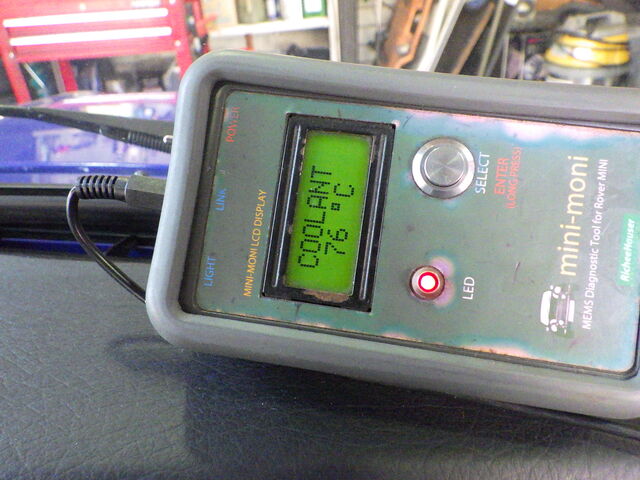 POWER
LINK
LIGHT
MINI-MONI LCD DISPLAY
COOLANT
76°C
SELECT
ENTER
(LONG PRESS)
LED
mini-moni
MEMS Diagnostic Tool for Rover MINI